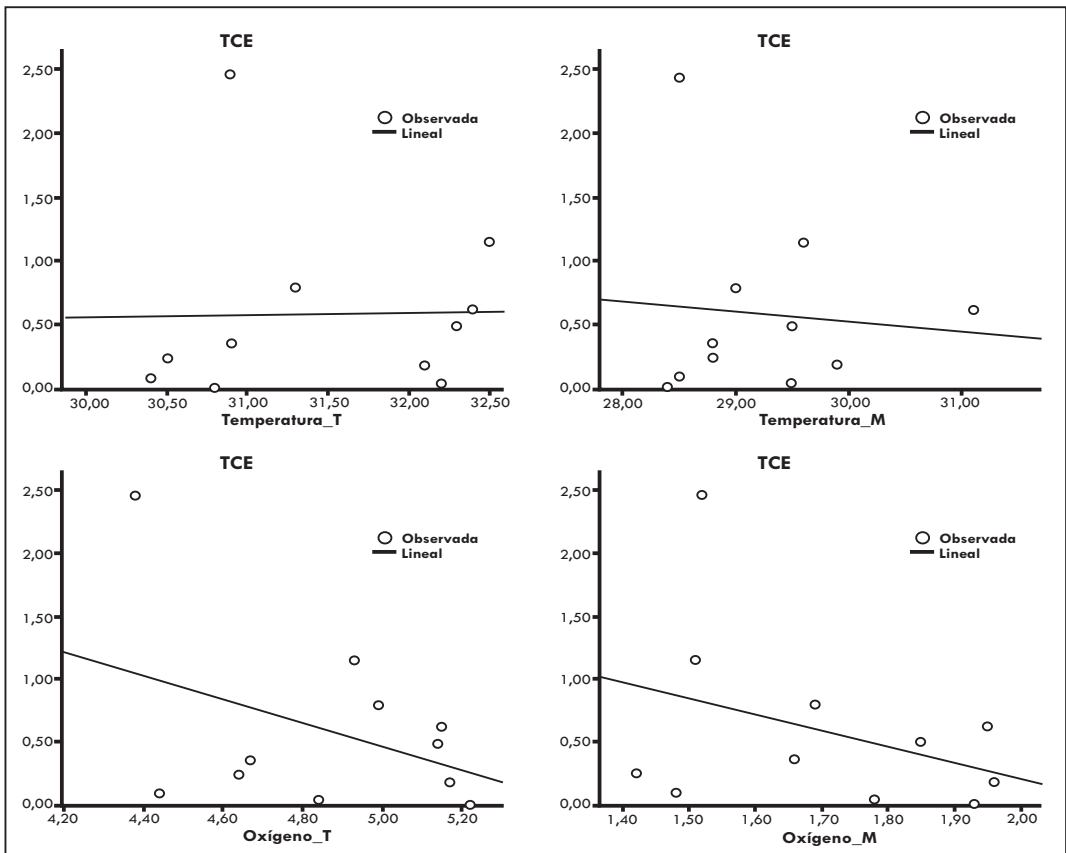 TCE
2,50
2,00
1,50
1,00
0,50
0,00
30,00 30,50 31,00 31,50 32,00 32,50
Temperatura_T
Observada
Lineal
TCE
2,50
2,00
1,50
1,00
0,50
0,00
28,00 29,00 30,00 31,00
Temperatura_M
Observada
Lineal
TCE
2,50
2,00
1,50
1,00
0,50
0,00
4,20 4,40 4,60 4,80 5,00 5,20
Oxígeno_T
Observada
Lineal
TCE
2,50
2,00
1,50
1,00
0,50
0,00
1,40 1,50 1,60 1,70 1,80 1,90 2,00
Oxígeno_M
Observada
Lineal